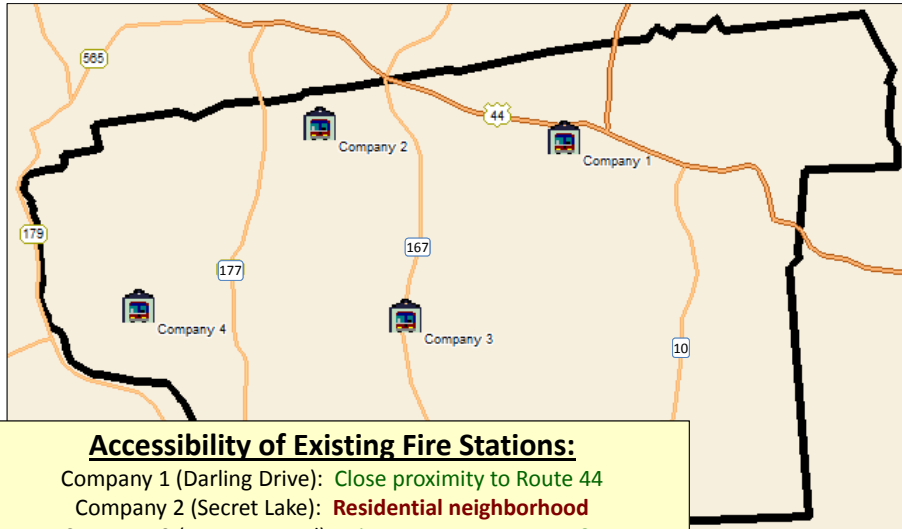 565
44
Company 2
Company 1
179
167
177
Company 4
Company 3
10
Accessibility of Existing Fire Stations:
Company 1 (Darling Drive): Close proximity to Route 44
Company 2 (Secret Lake): Residential neighborhood